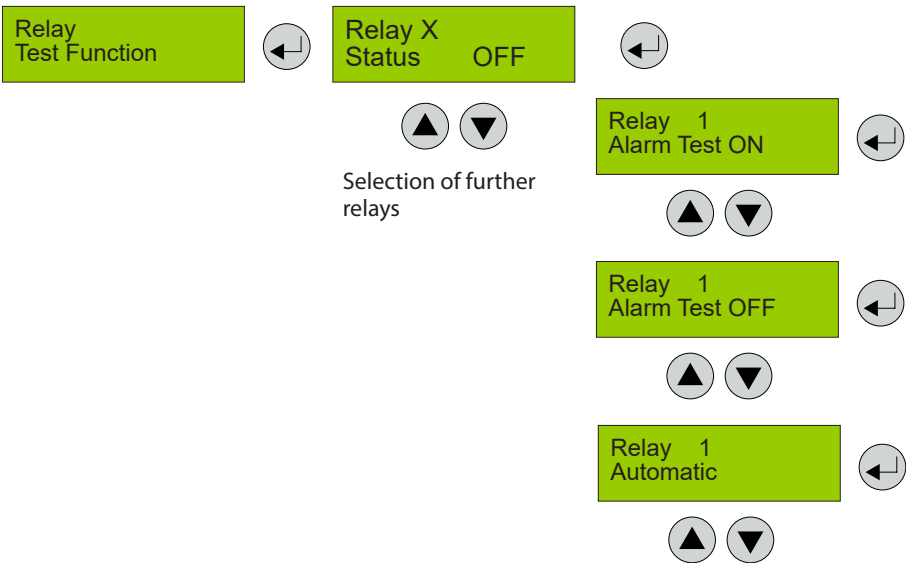 Relay
Test Function
Relay X
Status OFF
Selection of further
relays
Relay 1
Alarm Test ON
Relay 1
Alarm Test OFF
Relay 1
Automatic